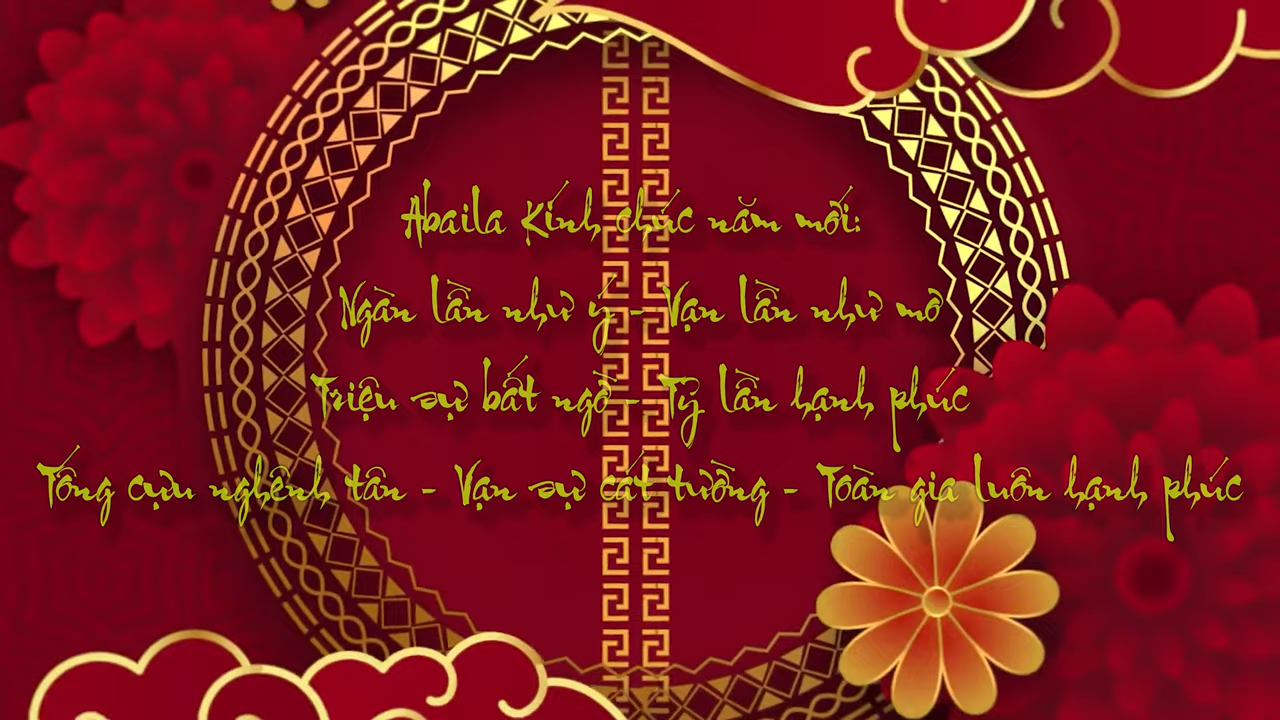 Abaila Kính chúc năm mới:
Ngàn lần như ý - Vạn lần như mơ
Triệu sự bất ngờ - Tỷ lần hạnh phúc
Tống cựu nghênh tân - Vạn sự cát tường - Toàn gia luôn hạnh phúc